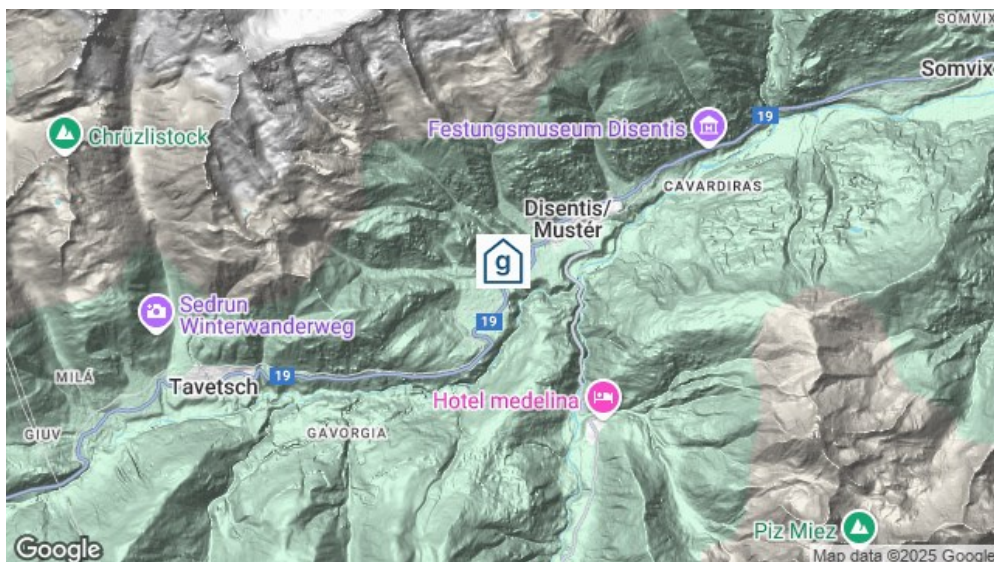 SOMVIX
Somvix
19
Chrüzlistock
Festungsmuseum Disentis
CAVARDIRAS
Disentis/
Mustér
g
Sedrun
Winterwanderweg
19
MILÁ
Tavetsch
19
Hotel medelina
GIUV
GAVORGIA
Piz Miez
Google
Map data ©2025 Google